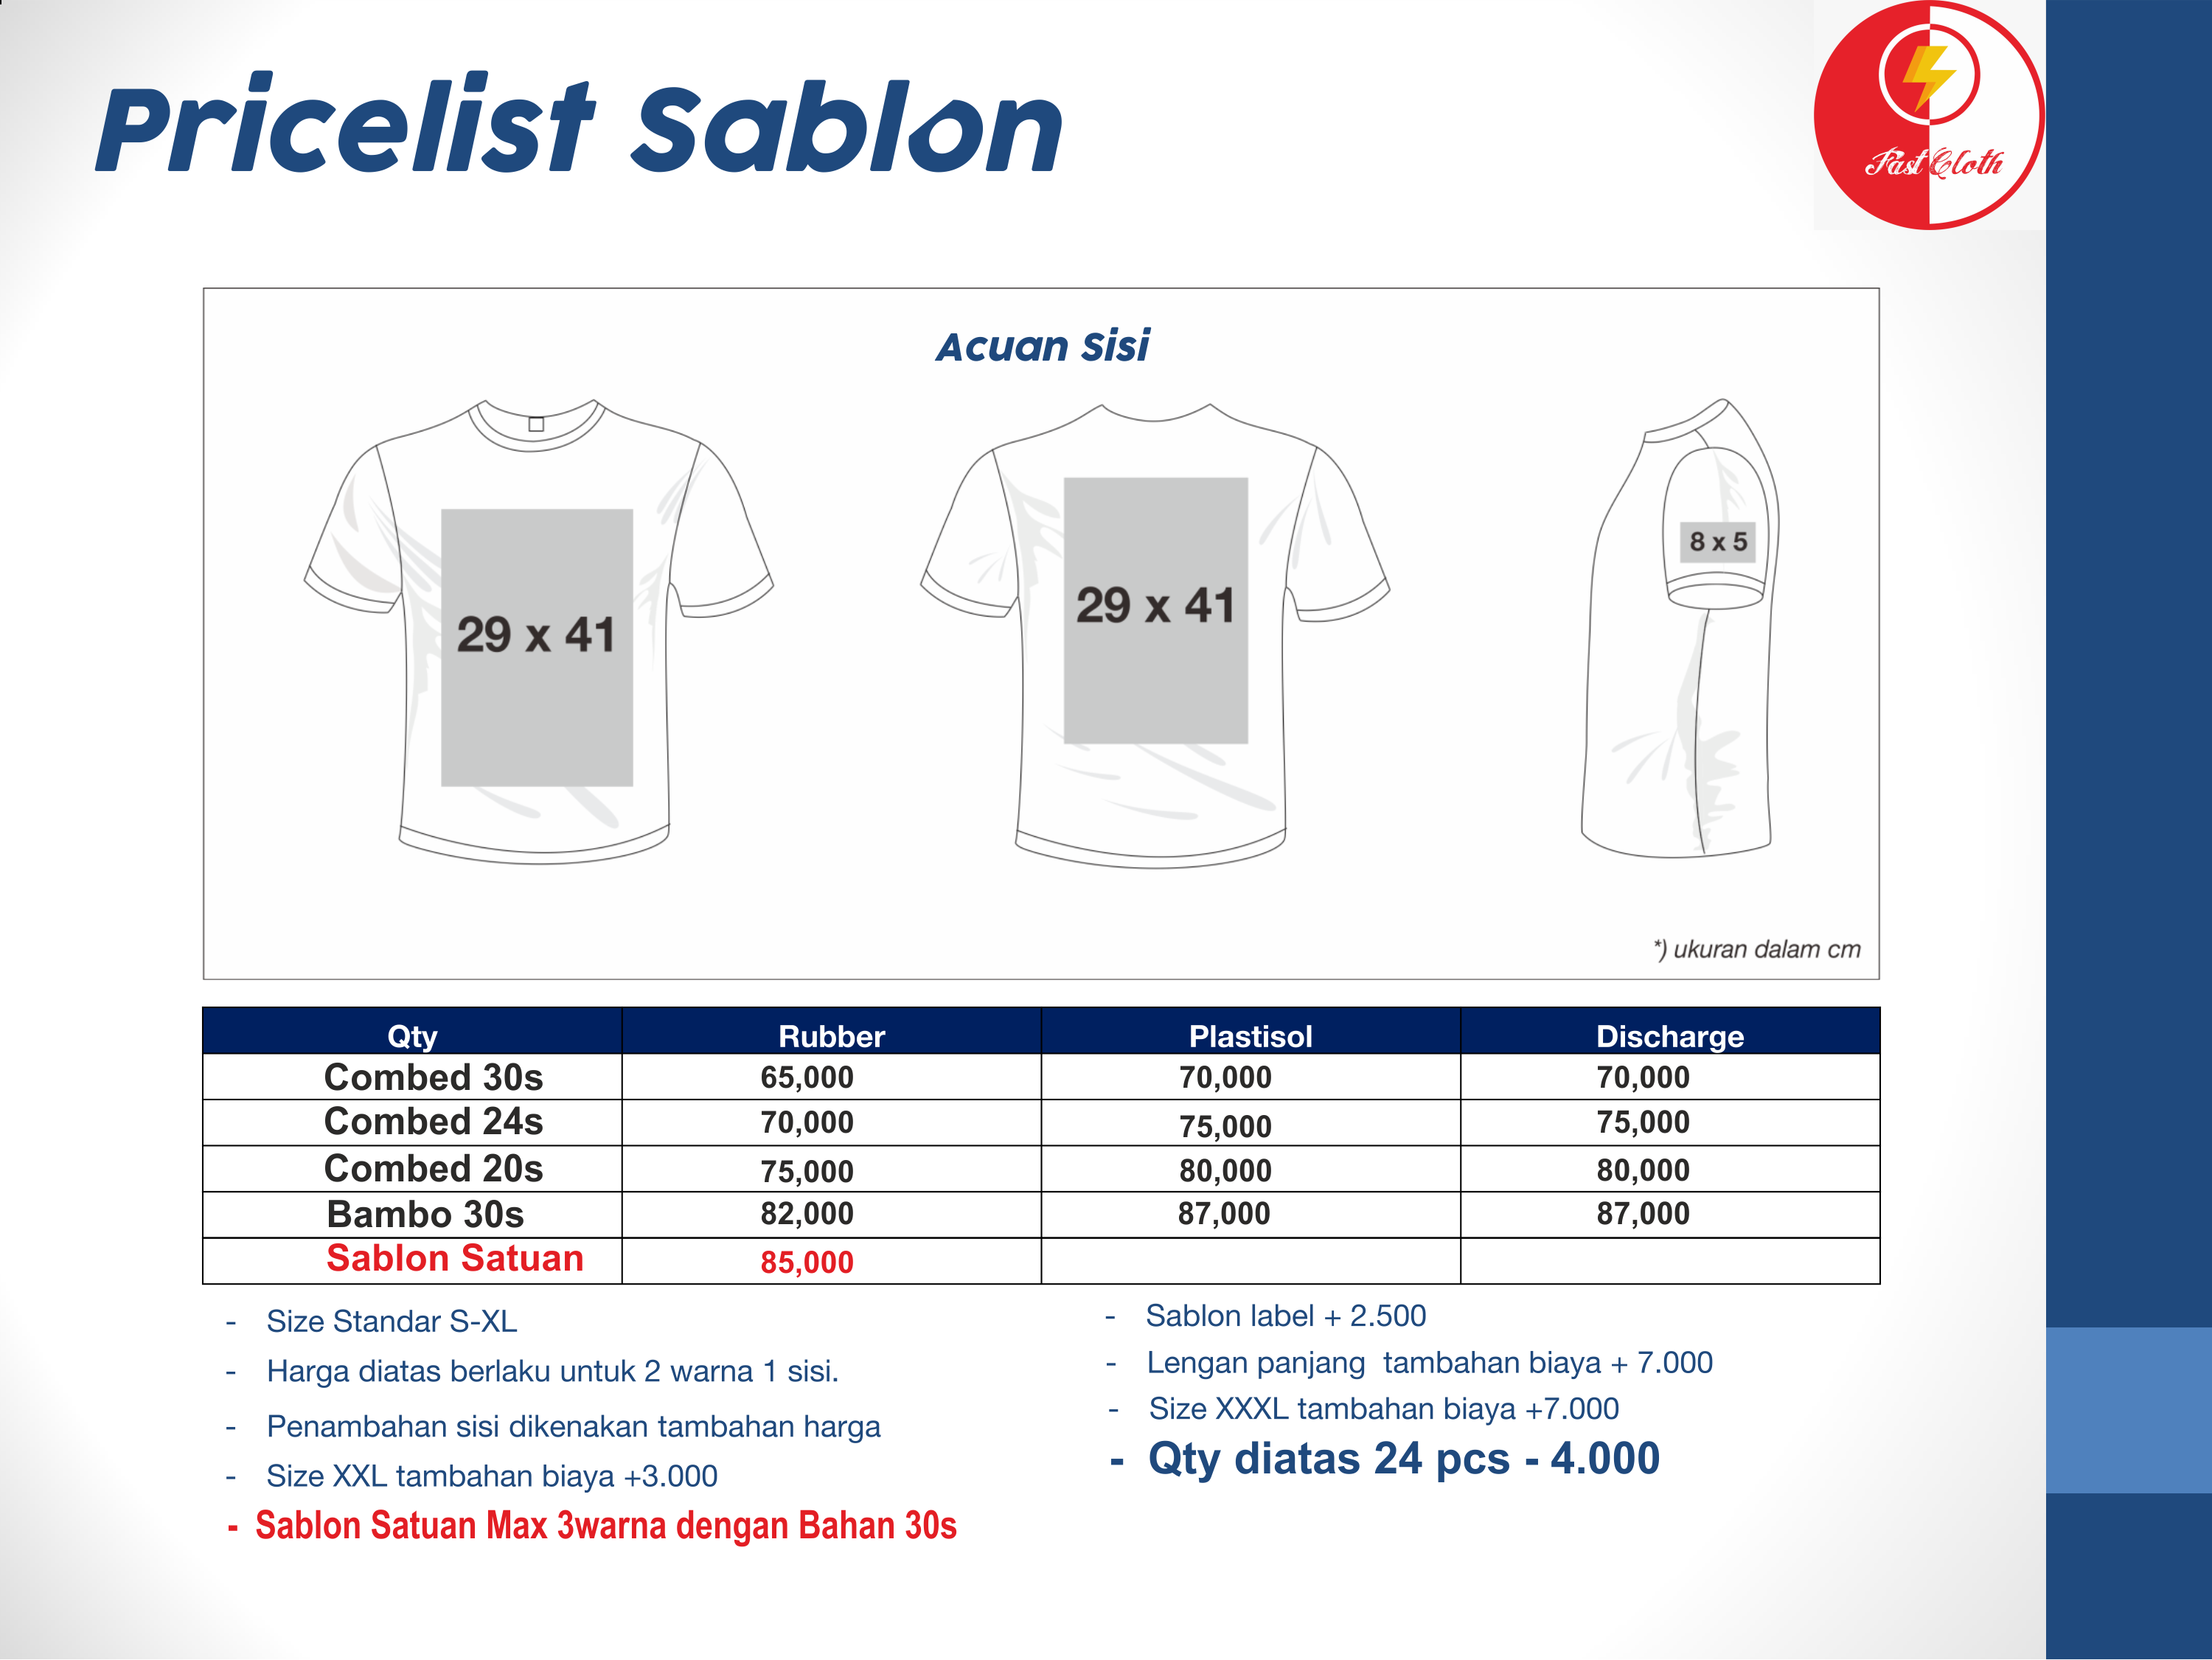 Pricelist Sablon
Fast Cloth
Acuan Sisi
29 x 41
29 x 41
8 x 5
*) ukuran dalam cm
Qty Rubber Plastisol Discharge
Combed 30s 65,000 70,000 70,000
Combed 24s 70,000 75,000 75,000
Combed 20s 75,000 80,000 80,000
Bambo 30s 82,000 87,000 87,000
Sablon Satuan 85,000
- Size Standar S-XL
- Harga diatas berlaku untuk 2 warna 1 sisi.
- Penambahan sisi dikenakan tambahan harga
- Size XXL tambahan biaya +3.000
- Sablon Satuan Max 3warna dengan Bahan 30s
- Sablon label + 2.500
- Lengan panjang tambahan biaya + 7.000
- Size XXXL tambahan biaya +7.000
- Qty diatas 24 pcs - 4.000